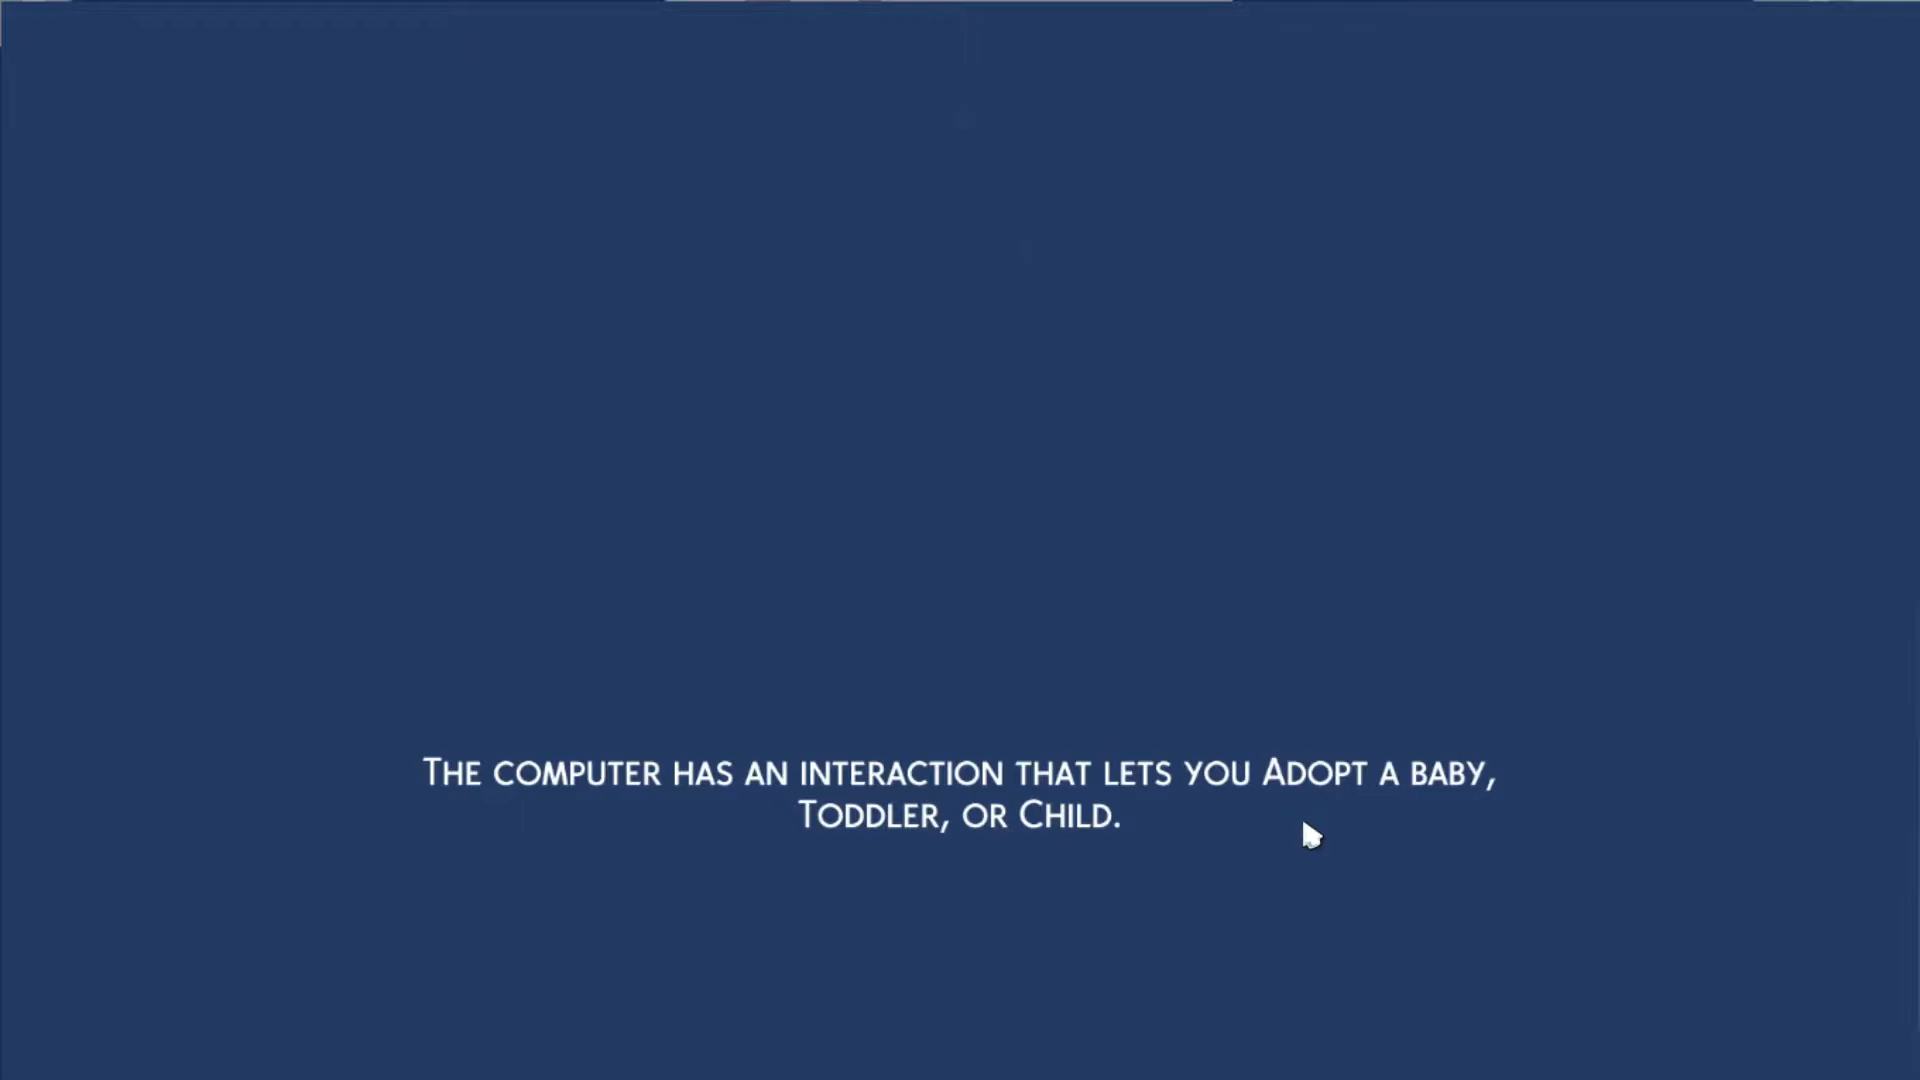 The computer has an interaction that lets you Adopt a baby,
Toddler, or Child.